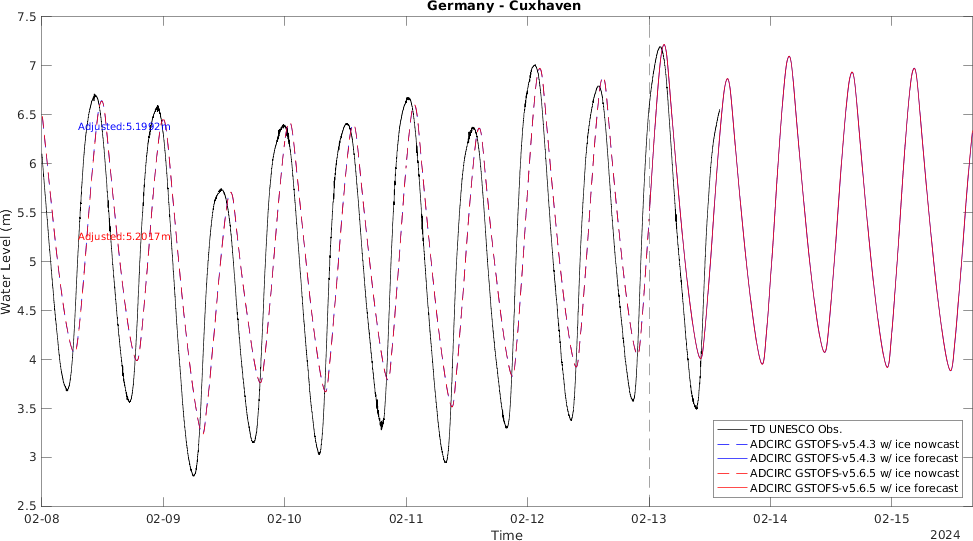 Germany - Cuxhaven
7.5
7
6.5
6
5.5
5
4.5
4
3.5
3
2.5
Water Level (m)
Adjusted:5.1992m
Adjusted:5.2017m
TD UNESCO Obs.
ADCIRC GSTOFS-v5.4.3 w/ ice nowcast
ADCIRC GSTOFS-v5.4.3 w/ ice forecast
ADCIRC GSTOFS-v5.6.5 w/ ice nowcast
ADCIRC GSTOFS-v5.6.5 w/ ice forecast
02-08 02-09 02-10 02-11 02-12 02-13 02-14 02-15
Time
2024